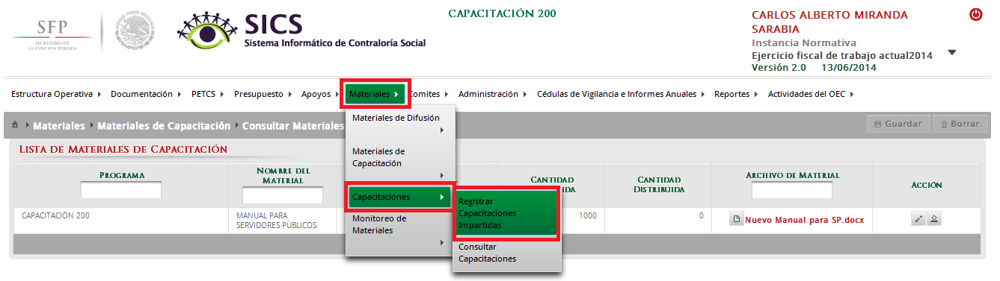 SFP
SECRETARÍA DE
LA FUNCIÓN PÚBLICA
ESTADOS UNIDOS MEXICANOS
SICS
Sistema Informático de Contraloría Social
CAPACITACIÓN 200
CARLOS ALBERTO MIRANDA
SARABIA
Instancia Normativa
Ejercicio fiscal de trabajo actual2014
Versión 2.0 13/06/2014
Estructura Operativa Documentación PETCS Presupuesto Apoyos Materiales Comites Administración Cédulas de Vigilancia e Informes Anuales Reportes Actividades del OEC
Materiales Materiales de Capacitación Consultar Materiales
Guardar Borrar
Materiales de Difusión
Materiales de
Capacitación
Capacitaciones
Monitoreo de
Materiales
Registrar
Capacitaciones
Impartidas
Consultar
Capacitaciones
LISTA DE MATERIALES DE CAPACITACIÓN
PROGRAMA
NOMBRE DEL
MATERIAL
CANTIDAD
CANTIDAD
DISTRIBUIDA
ARCHIVO DE MATERIAL
ACCIÓN
CAPACITACIÓN 200
MANUAL PARA
SERVIDORES PÚBLICOS
1000
0
Nuevo Manual para SP.docx